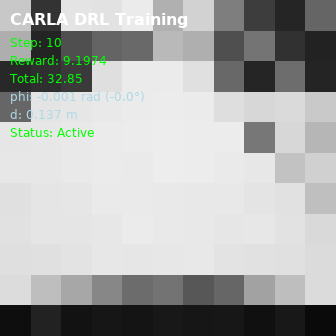 CARLA DRL Training
Step: 10
Reward: 9.1974
Total: 32.85
phi: -0.001 rad (-0.0°)
d: 0.137 m
Status: Active